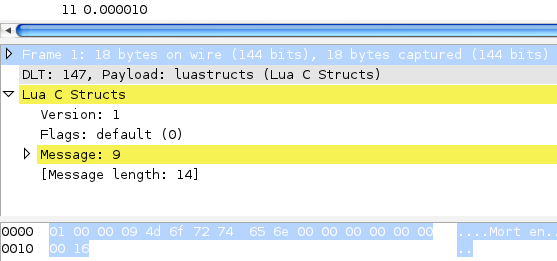 11 0.000010
Frame 1: 18 bytes on wire (144 bits), 18 bytes captured (144 bits)
DLT: 147, Payload: luastructs (Lua C Structs)
Lua C Structs
Version: 1
Flags: default (0)
Message: 9
[Message length: 14]
0000 01 00 00 09 4d 6f 72 74 65 6e 00 00 00 00 00 00 ....Mort en..
0010 00 16 ..